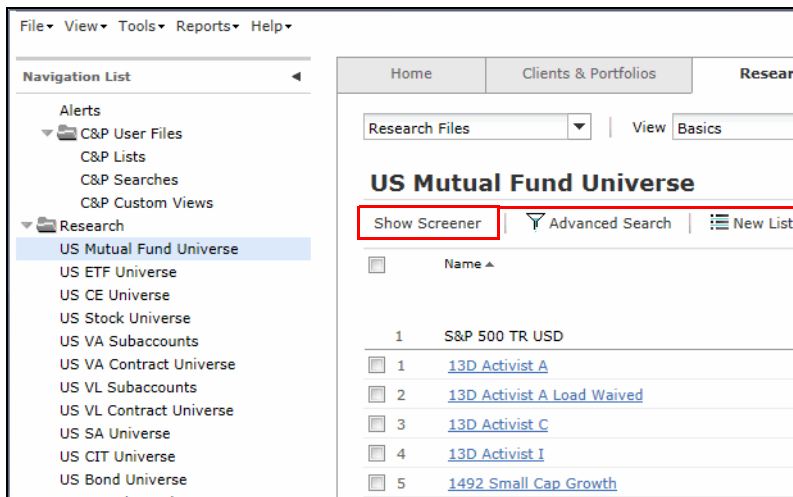 File View Tools Reports Help
Navigation List
Alerts
C&P User Files
C&P Lists
C&P Searches
C&P Custom Views
Research
US Mutual Fund Universe
US ETF Universe
US CE Universe
US Stock Universe
US VA Subaccounts
US VA Contract Universe
US VL Subaccounts
US VL Contract Universe
US SA Universe
US CIT Universe
US Bond Universe
Home Clients & Portfolios Resear
Research Files View Basics
US Mutual Fund Universe
Show Screener Advanced Search New List
Name
1 S&P 500 TR USD
1 13D Activist A
2 13D Activist A Load Waived
3 13D Activist C
4 13D Activist I
5 1492 Small Cap Growth